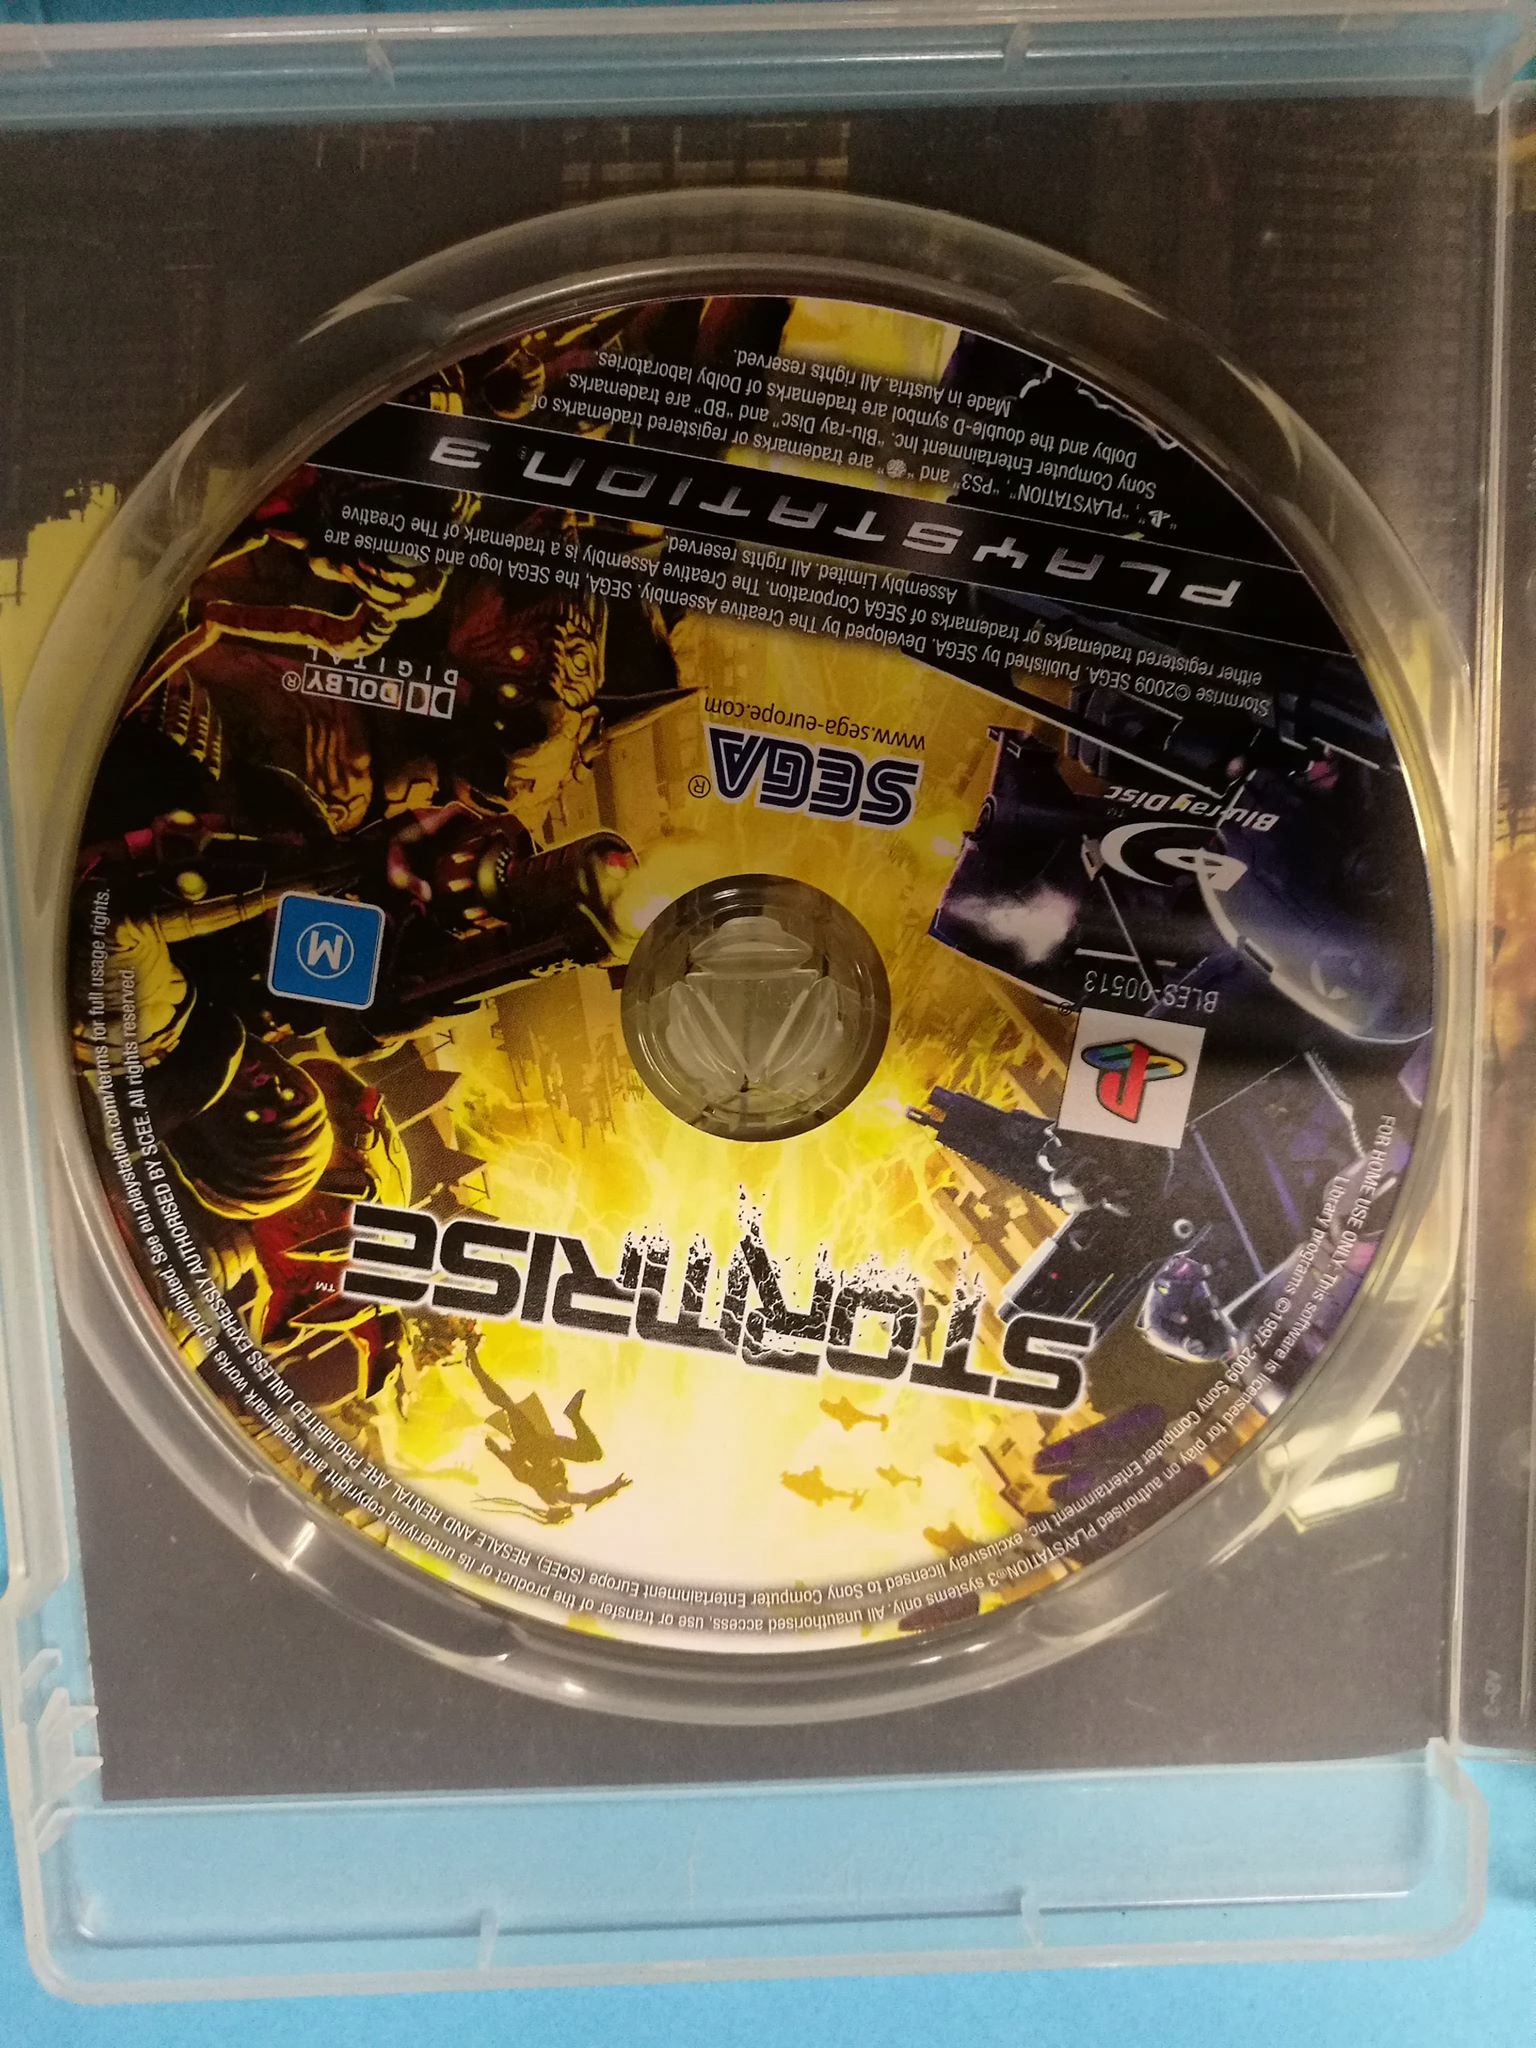 STORMRISE™
BLES-00513
®
M
Blu-ray Disc™
SEGA®
www.sega-europe.com
DOLBY®
DIGITAL
Stormrise ©2009 SEGA. Published by SEGA. Developed by The Creative Assembly. SEGA, the SEGA logo and Stormrise are
either registered trademarks or trademarks of SEGA Corporation. The Creative Assembly is a trademark of The Creative
Assembly Limited. All rights reserved.
PLAYSTATION®3
" ", "PLAYSTATION", "PS3" and " " are trademarks or registered trademarks of
Sony Computer Entertainment Inc. "Blu-ray Disc" and "BD" are trademarks.
Dolby and the double-D symbol are trademarks of Dolby laboratories.
Made in Austria. All rights reserved.
FOR HOME USE ONLY. This software is licensed for play on authorised PLAYSTATION®3 systems only. All unauthorised access, use or transfer of the product or its underlying copyright and trademark works is prohibited. See eu.playstation.com/terms for full usage rights.
Library programs ©1997-2009 Sony Computer Entertainment Inc. exclusively licensed to Sony Computer Entertainment Europe (SCEE). RESALE AND RENTAL ARE PROHIBITED UNLESS EXPRESSLY AUTHORISED BY SCEE. All rights reserved.